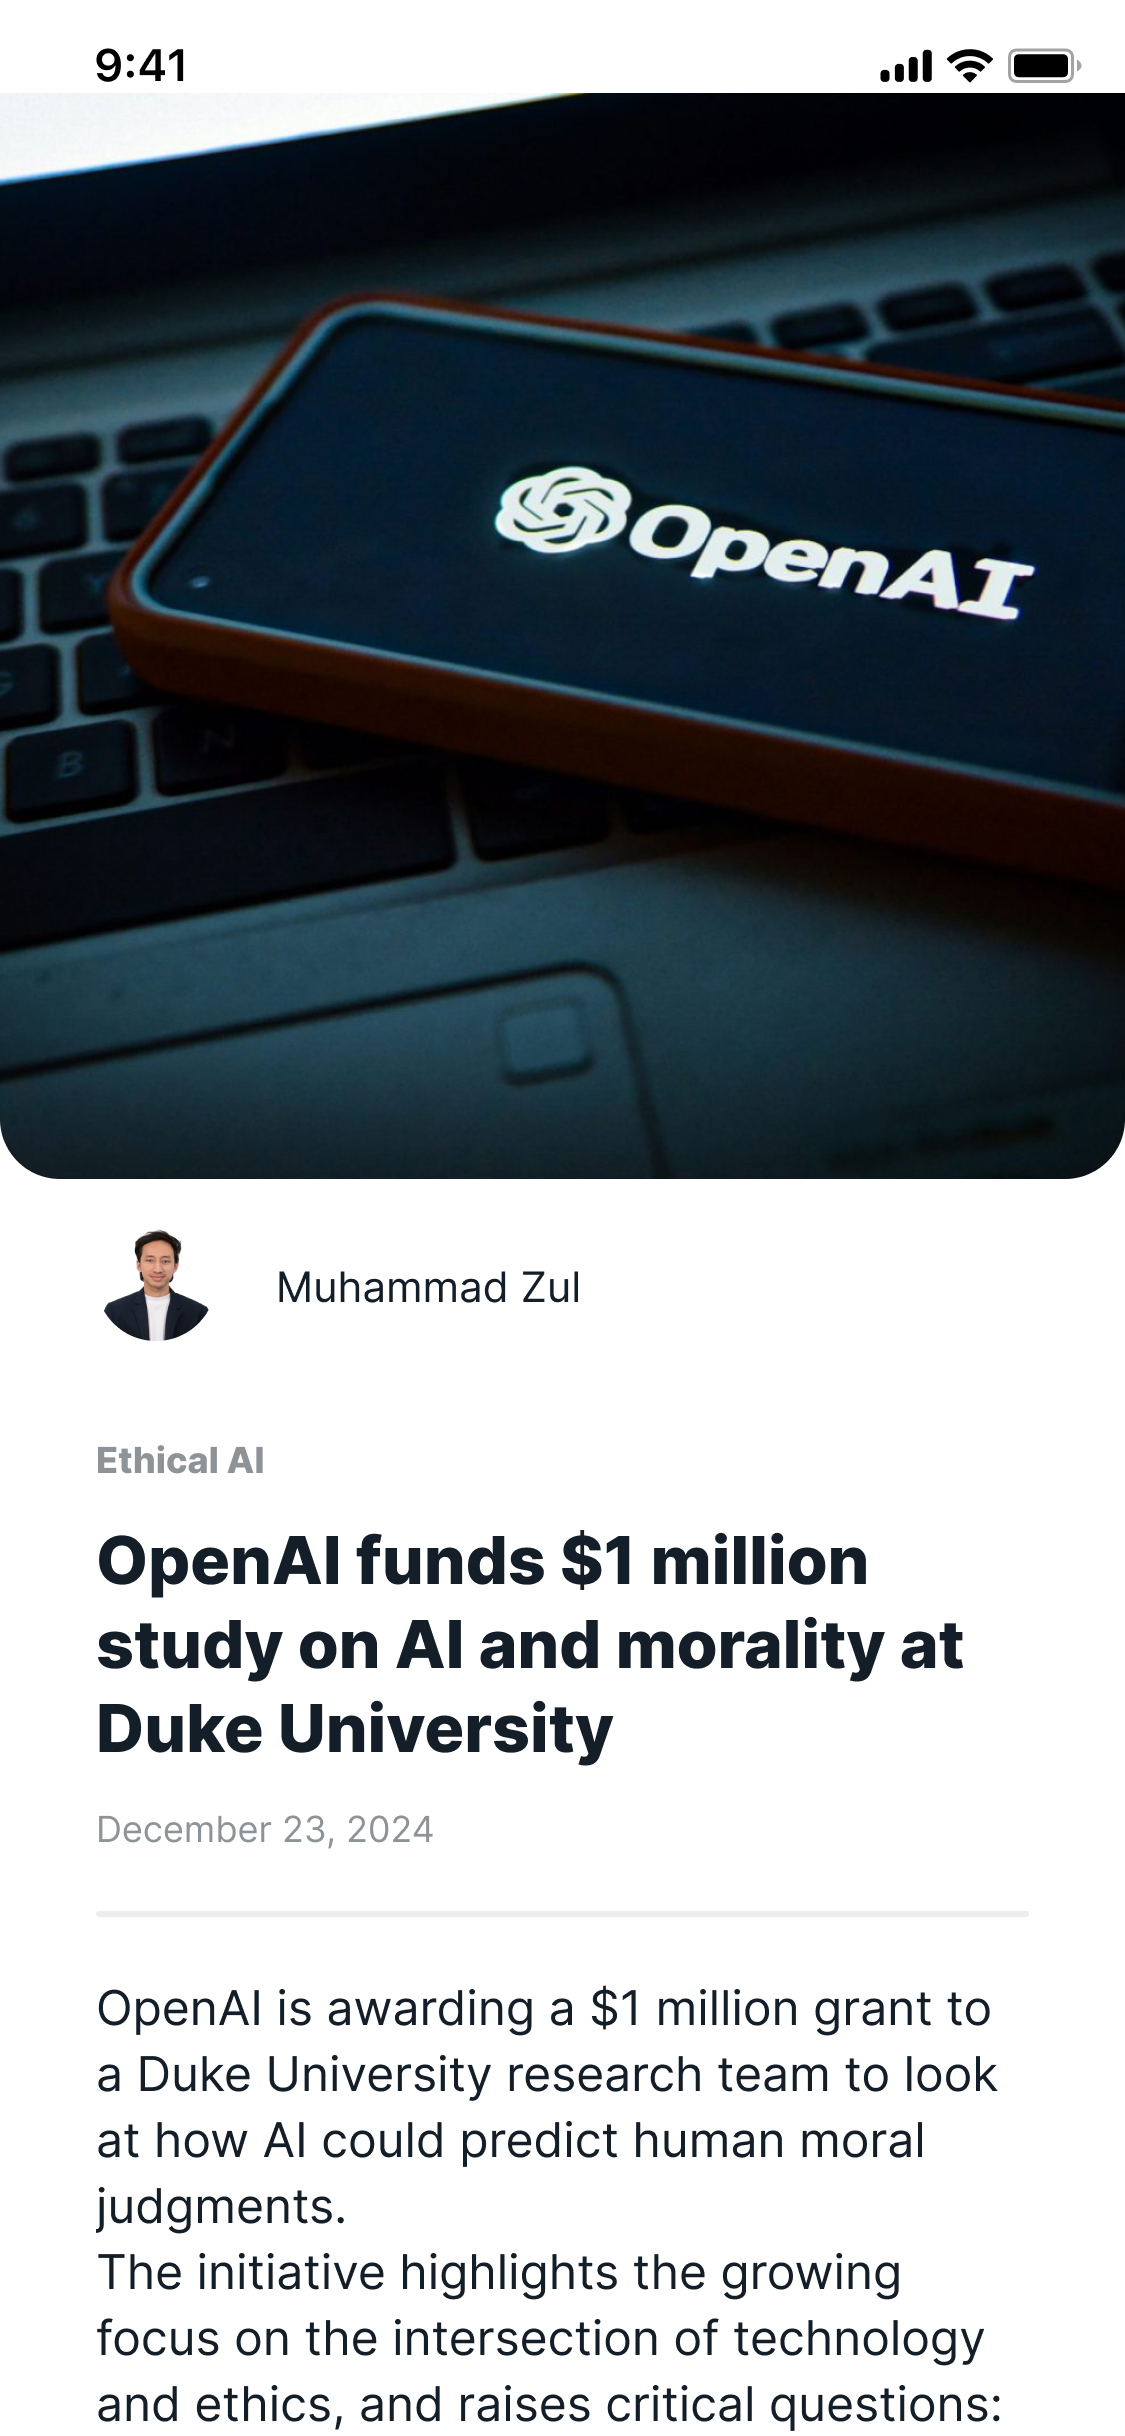 9:41
OpenAI
B
N
Muhammad Zul
Ethical AI
OpenAI funds $1 million
study on AI and morality at
Duke University
December 23, 2024
OpenAI is awarding a $1 million grant to
a Duke University research team to look
at how AI could predict human moral
judgments.
The initiative highlights the growing
focus on the intersection of technology
and ethics, and raises critical questions: